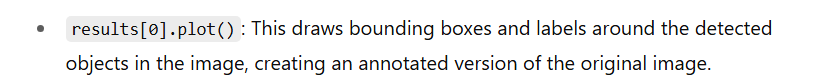 results[0].plot(): This draws bounding boxes and labels around the detected
objects in the image, creating an annotated version of the original image.